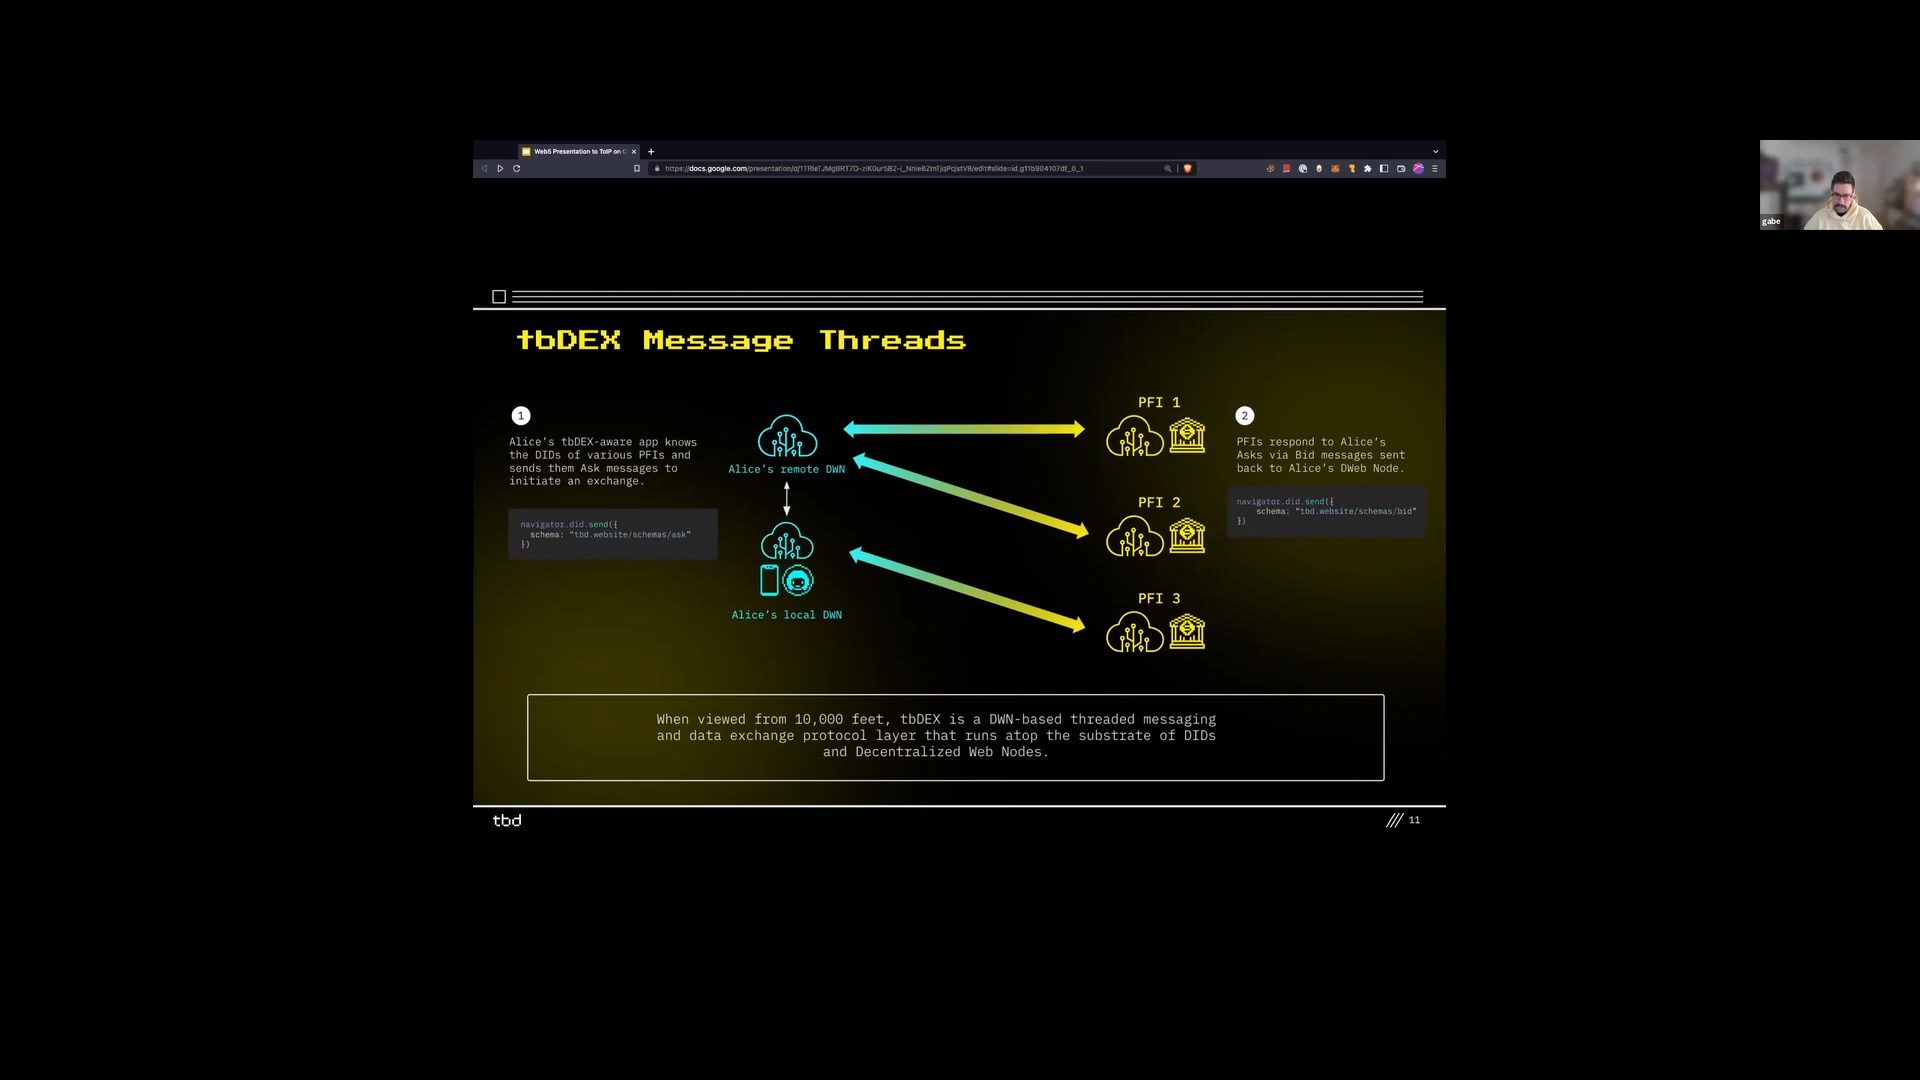 Web5 Presentation to ToIP on
tbDEX Message Threads
1
Alice's tbDEX-aware app knows
the DIDs of various PFIs and
sends them Ask messages to
initiate an exchange.
navigator.did.send({
schema: "tbd.website/schemas/ask"
})
Alice's remote DWN
Alice's local DWN
PFI 1
PFI 2
PFI 3
2
PFIs respond to Alice's
Asks via Bid messages sent
back to Alice's DWeb Node.
navigator.did.send({
schema: "tbd.website/schemas/bid"
})
When viewed from 10,000 feet, tbDEX is a DWN-based threaded messaging
and data exchange protocol layer that runs atop the substrate of DIDs
and Decentralized Web Nodes.
tbd
/// 11
gabe